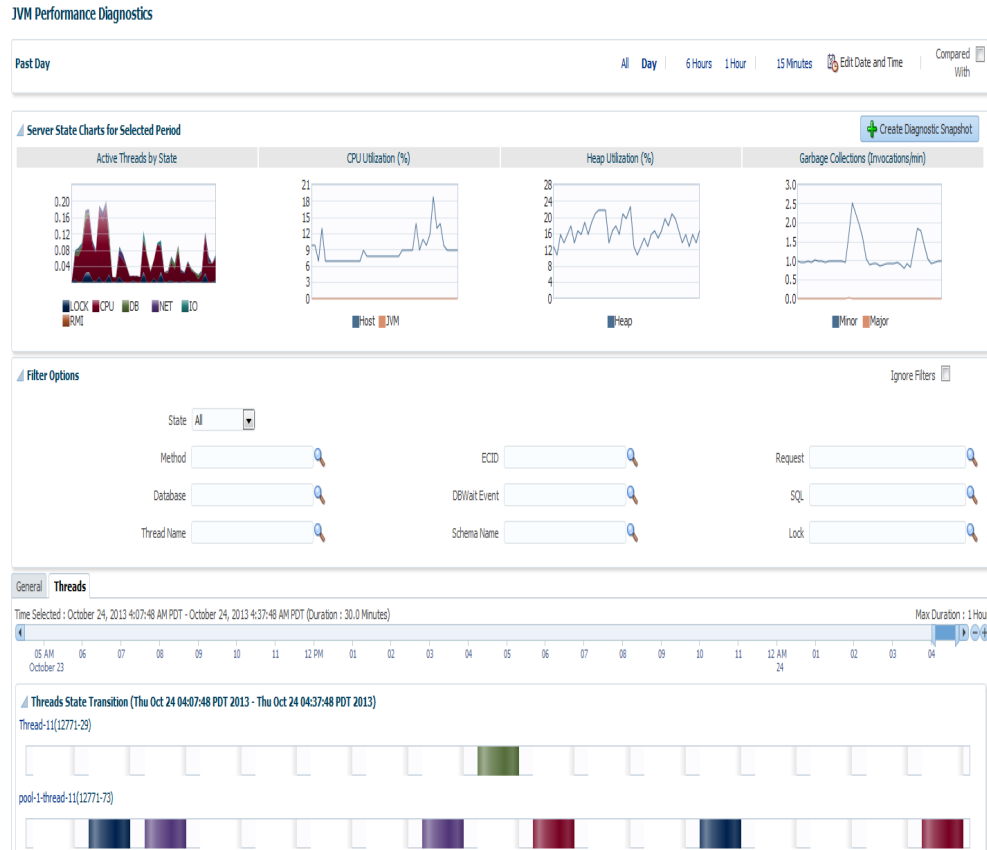 JVM Performance Diagnostics
Past Day
All Day 6 Hours 1 Hour 15 Minutes Edit Date and Time Compared With
Server State Charts for Selected Period
Create Diagnostic Snapshot
Active Threads by State
0.20
0.16
0.12
0.08
0.04
LOCK CPU DB NET IO
RMI
CPU Utilization (%)
21
18
15
12
9
6
3
0
Host JVM
Heap Utilization (%)
28
24
20
16
12
8
4
0
Heap
Garbage Collections (Invocations/min)
3.0
2.5
2.0
1.5
1.0
0.5
0.0
Minor Major
Filter Options
Ignore Filters
State All
Method ECID Request
Database DBWait Event SQL
Thread Name Schema Name Lock
General Threads
Time Selected : October 24, 2013 4:07:48 AM PDT - October 24, 2013 4:37:48 AM PDT (Duration : 30.0 Minutes)
Max Duration : 1 Hou
05 AM 06 07 08 09 10 11 12 PM 01 02 03 04 05 06 07 08 09 10 11 12 AM 01 02 03 04
October 23 24
Threads State Transition (Thu Oct 24 04:07:48 PDT 2013 - Thu Oct 24 04:37:48 PDT 2013)
Thread-11(12771-29)
pool-1-thread-11(12771-73)